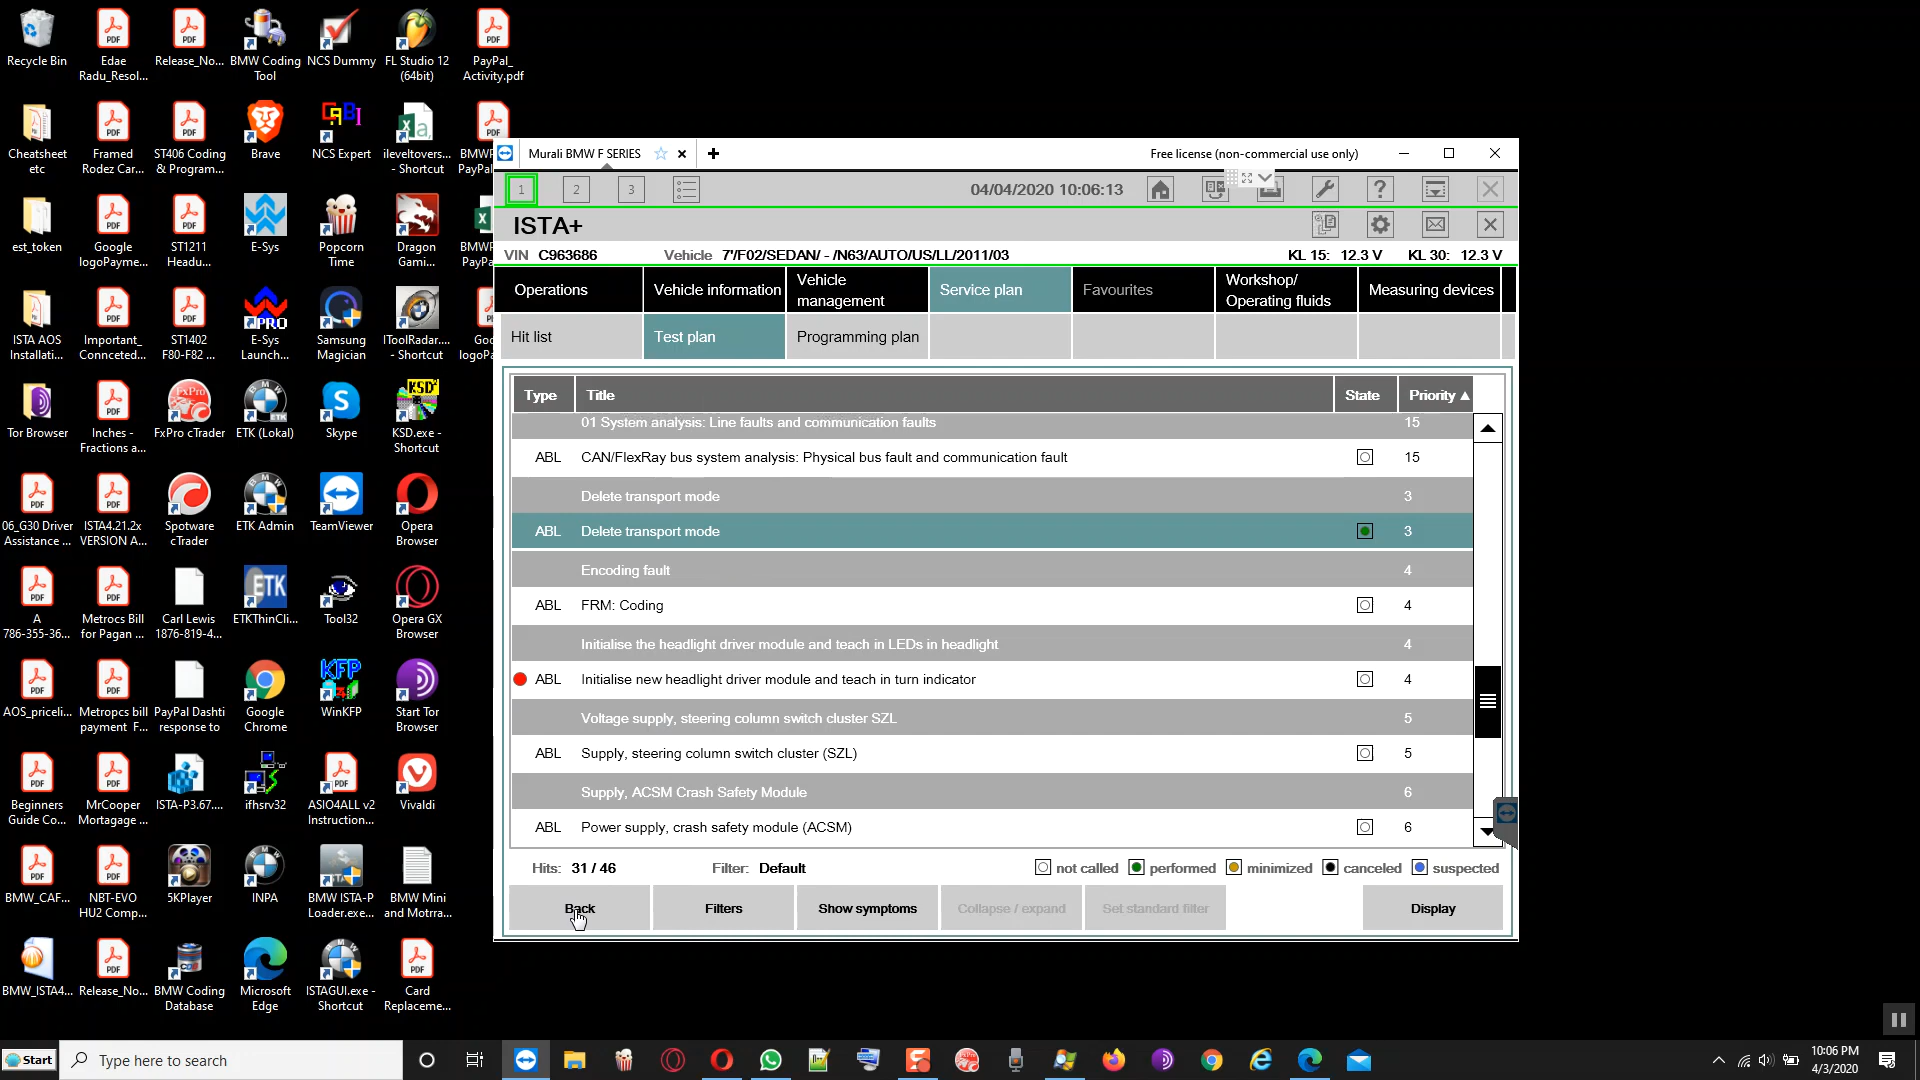 Recycle Bin
Edae
Radu_Resol...
Release_No...
BMW Coding
Tool
NCS Dummy
FL Studio 12
(64bit)
PayPal_
Activity.pdf
Cheatsheet
etc
Framed
Rodez Car...
ST406 Coding
& Program...
Brave
NCS Expert
ileveltovers...
- Shortcut
BMWP
PayPal
est_token
Google
logoPayme...
ST1211
Headu...
E-Sys
Popcorn
Time
Dragon
Gami...
BMWP
PayPa
ISTA AOS
Installati...
Important_
Connceted...
ST1402
F80-F82 ...
E-Sys
Launch...
Samsung
Magician
IToolRadar....
- Shortcut
Goo
logoPa
Tor Browser
Inches -
Fractions a...
FxPro cTrader
ETK (Lokal)
Skype
KSD.exe -
Shortcut
06_G30 Driver
Assistance ...
ISTA4.21.2x
VERSION A...
Spotware
cTrader
ETK Admin
TeamViewer
Opera
Browser
A
786-355-36...
Metrocs Bill
for Pagan ...
Carl Lewis
1876-819-4...
ETKThinCli...
Tool32
Opera GX
Browser
AOS_priceli...
Metropcs bill
payment F...
PayPal Dashti
response to
Google
Chrome
WinKFP
Start Tor
Browser
Beginners
Guide Co...
MrCooper
Mortagage ...
ISTA-P3.67....
ifhsrv32
ASIO4ALL v2
Instruction...
Vivaldi
BMW_CAF...
NBT-EVO
HU2 Comp...
5KPlayer
INPA
BMW ISTA-P
Loader.exe...
BMW Mini
and Motrra...
BMW_ISTA4...
Release_No...
BMW Coding
Database
Microsoft
Edge
ISTAGUI.exe -
Shortcut
Card
Replaceme...
Murali BMW F SERIES
Free license (non-commercial use only)
1
2
3
04/04/2020 10:06:13
ISTA+
VIN C963686 Vehicle 7'/F02/SEDAN/ - /N63/AUTO/US/LL/2011/03 KL 15: 12.3 V KL 30: 12.3 V
Operations
Vehicle information
Vehicle
management
Service plan
Favourites
Workshop/
Operating fluids
Measuring devices
Hit list
Test plan
Programming plan
Type Title State Priority
01 System analysis: Line faults and communication faults 15
ABL CAN/FlexRay bus system analysis: Physical bus fault and communication fault 15
Delete transport mode 3
ABL Delete transport mode 3
Encoding fault 4
ABL FRM: Coding 4
Initialise the headlight driver module and teach in LEDs in headlight 4
ABL Initialise new headlight driver module and teach in turn indicator 4
Voltage supply, steering column switch cluster SZL 5
ABL Supply, steering column switch cluster (SZL) 5
Supply, ACSM Crash Safety Module 6
ABL Power supply, crash safety module (ACSM) 6
Hits: 31 / 46 Filter: Default not called performed minimized canceled suspected
Back Filters Show symptoms Collapse / expand Set standard filter Display
Start
Type here to search
10:06 PM
4/3/2020